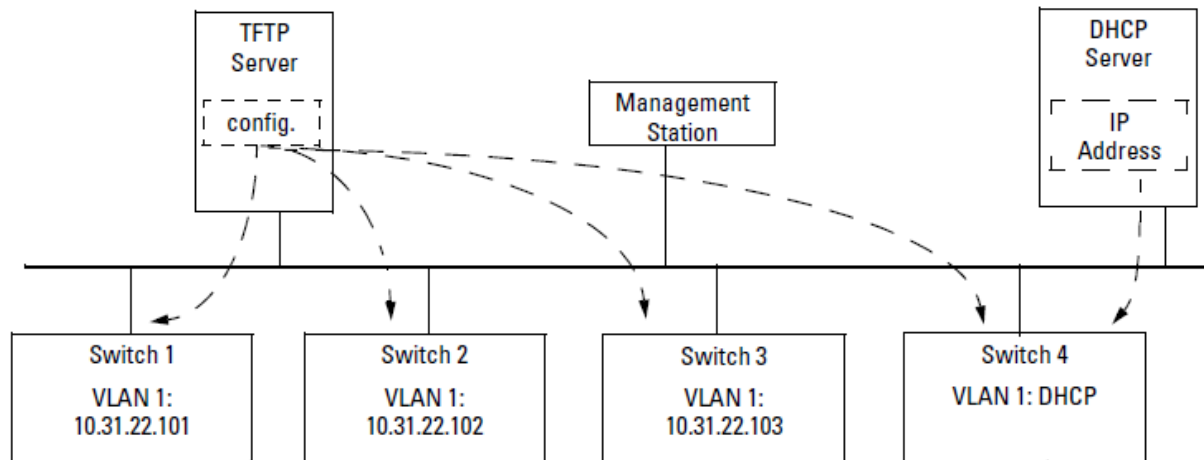 TFTP
Server
config.
Management
Station
DHCP
Server
IP
Address
Switch 1
VLAN 1:
10.31.22.101
Switch 2
VLAN 1:
10.31.22.102
Switch 3
VLAN 1:
10.31.22.103
Switch 4
VLAN 1: DHCP